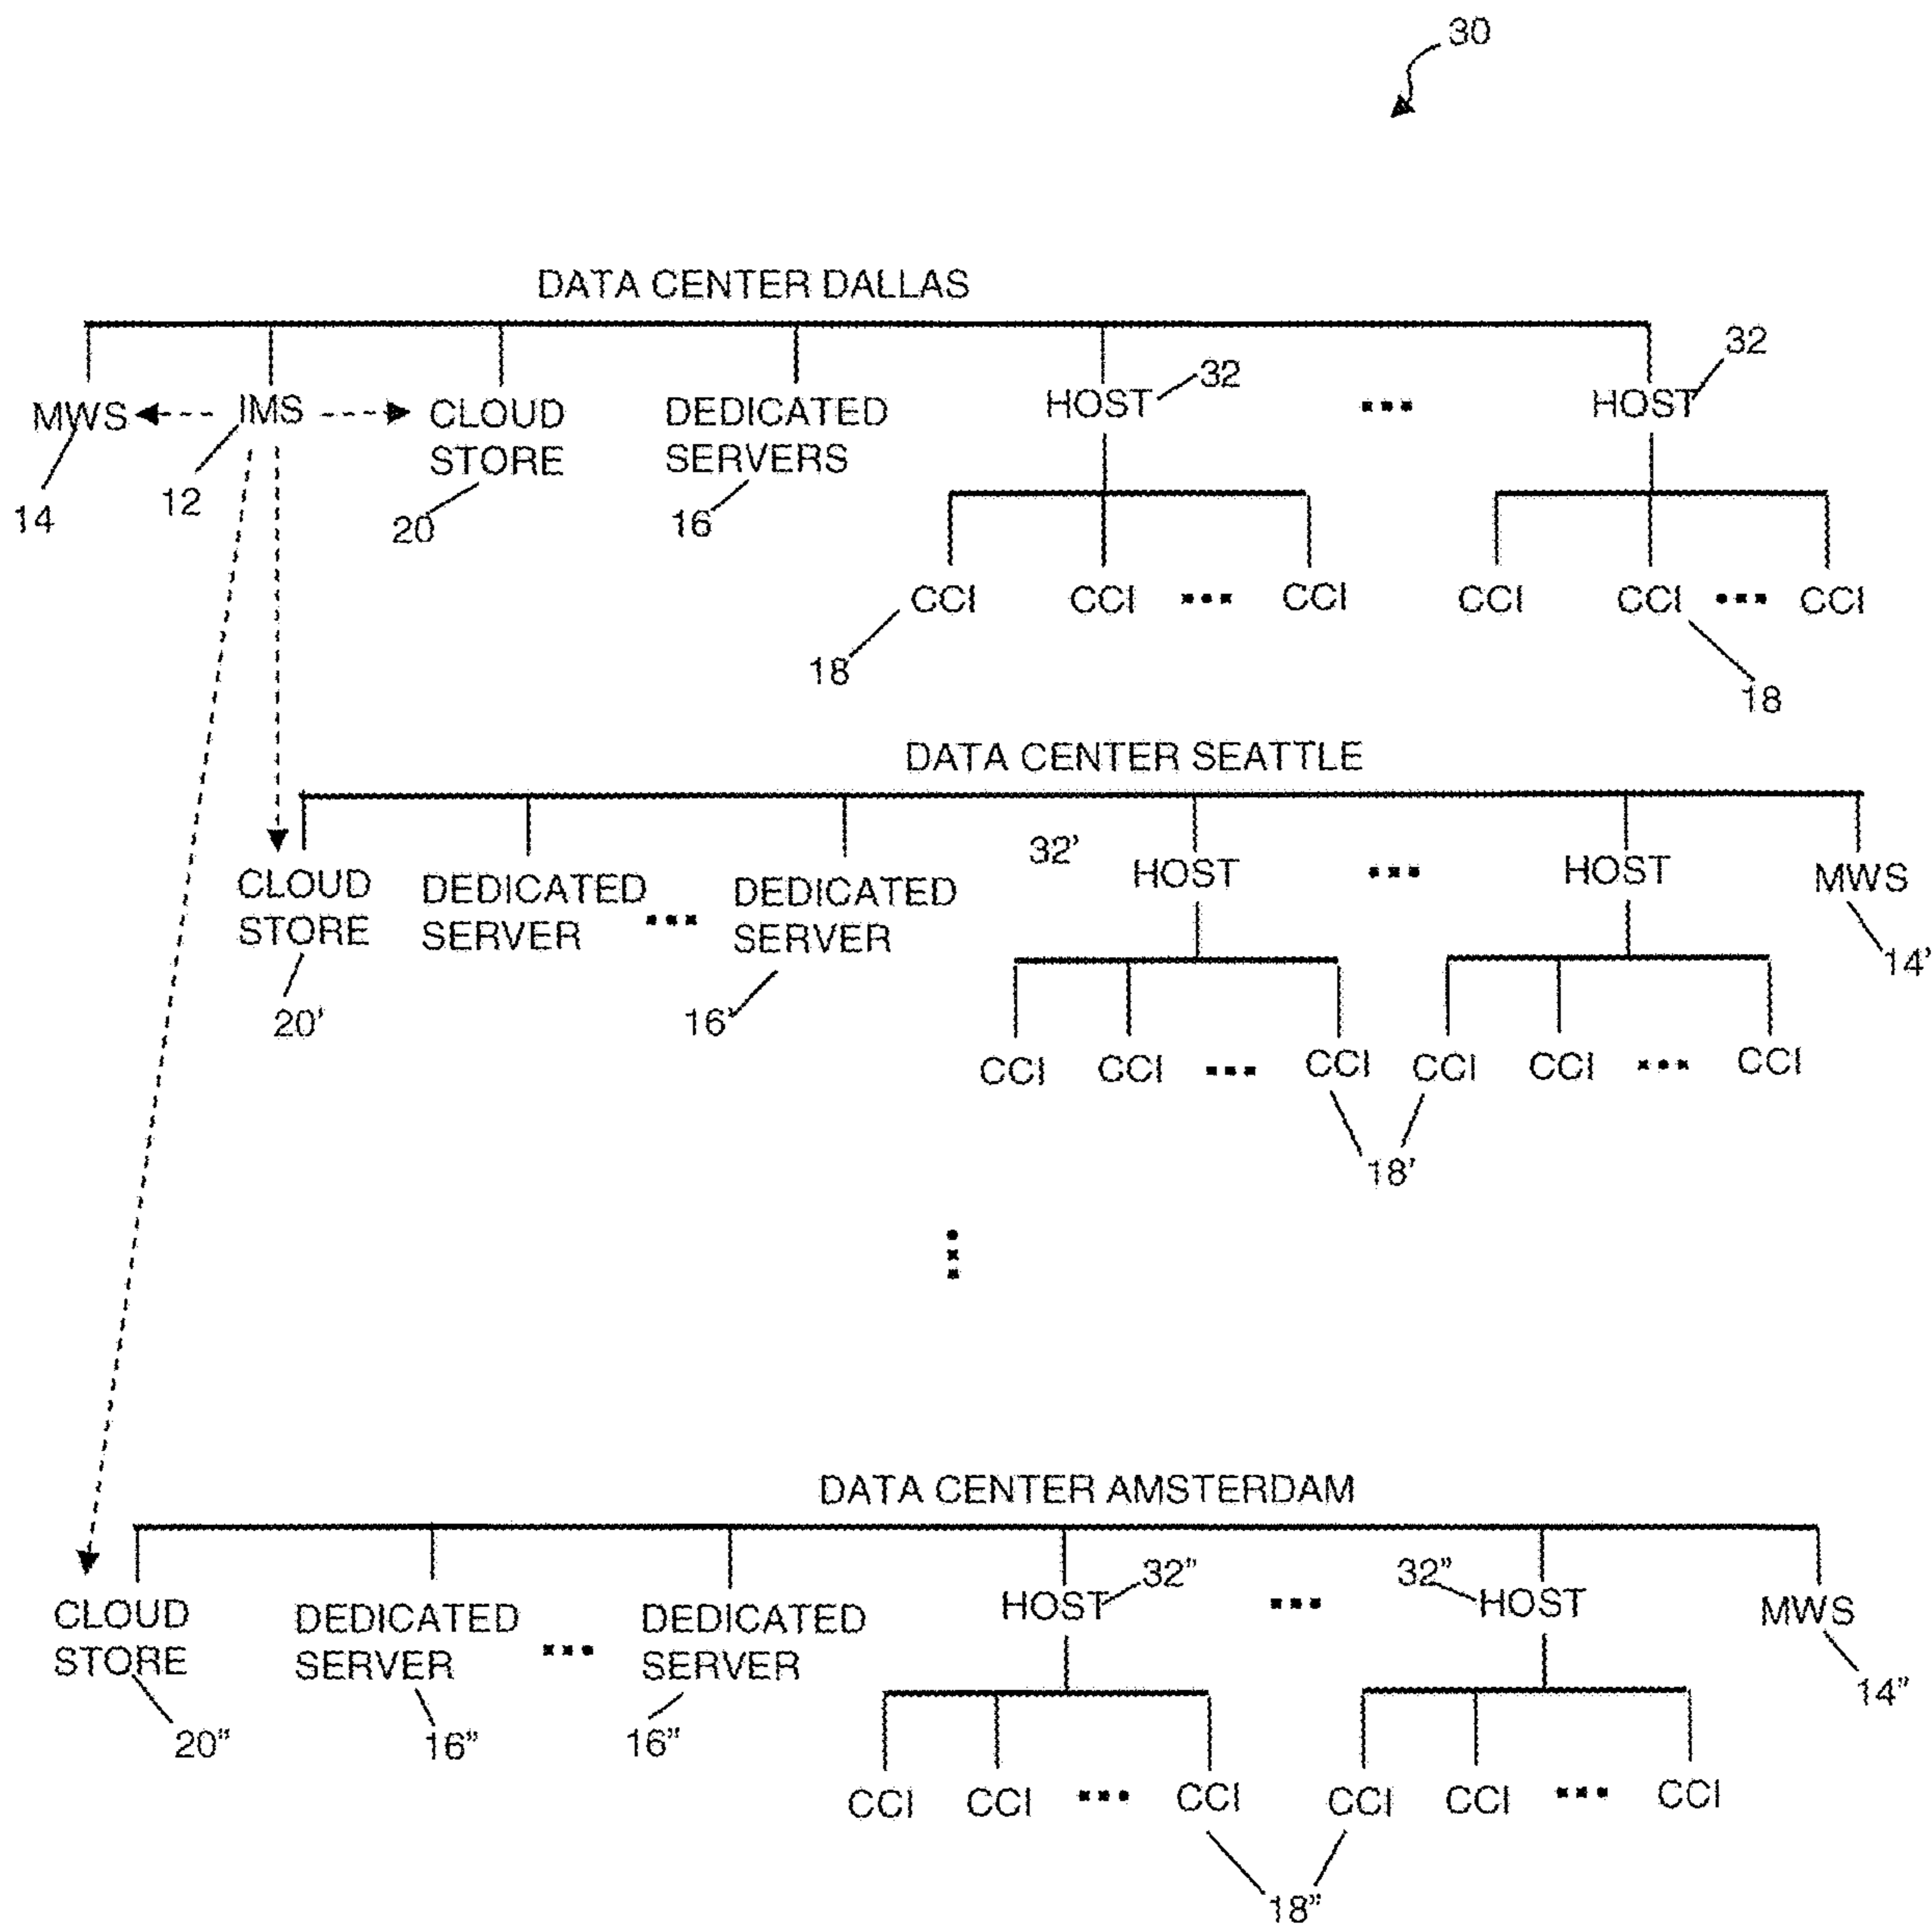 30
DATA CENTER DALLAS
MWS IMS CLOUD STORE DEDICATED SERVERS HOST 32 ... HOST 32
14 12 20 16
CCI CCI ... CCI CCI CCI ... CCI
18 18
DATA CENTER SEATTLE
CLOUD STORE DEDICATED SERVER ... DEDICATED SERVER 32' HOST ... HOST MWS
20' 16' 14'
CCI CCI ... CCI CCI CCI ... CCI
18'
DATA CENTER AMSTERDAM
CLOUD STORE DEDICATED SERVER ... DEDICATED SERVER HOST 32" ... 32" HOST MWS
20" 16" 16" 14"
CCI CCI ... CCI CCI CCI ... CCI
18"